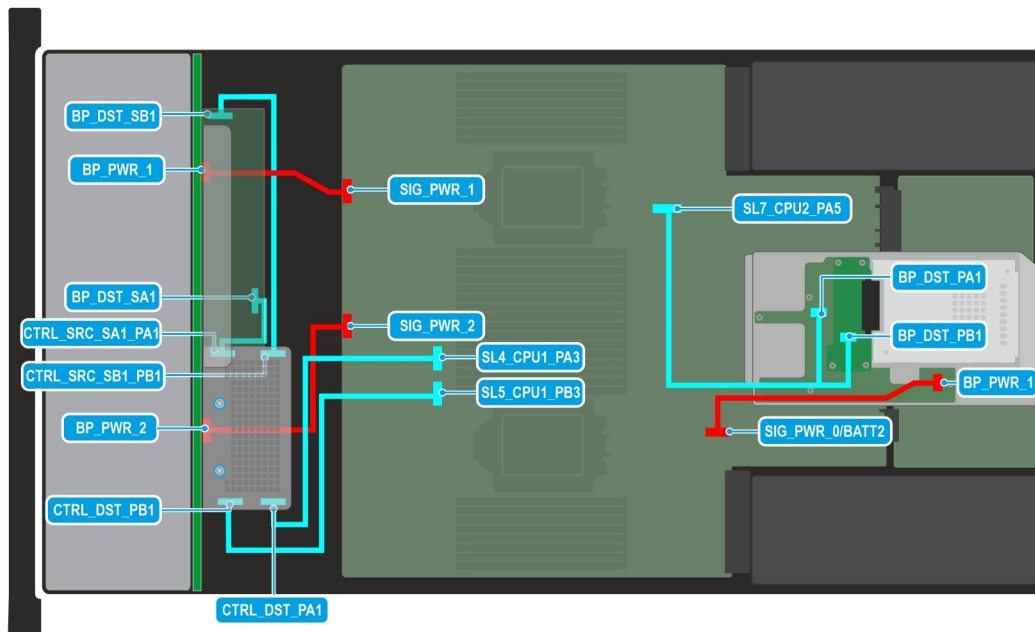 BP_DST_SB1
BP_PWR_1
SIG_PWR_1
SL7_CPU2_PA5
BP_DST_PA1
BP_DST_SA1
SIG_PWR_2
CTRL_SRC_SA1_PA1
BP_DST_PB1
SL4_CPU1_PA3
CTRL_SRC_SB1_PB1
BP_PWR_1
SL5_CPU1_PB3
BP_PWR_2
SIG_PWR_0/BATT2
CTRL_DST_PB1
CTRL_DST_PA1